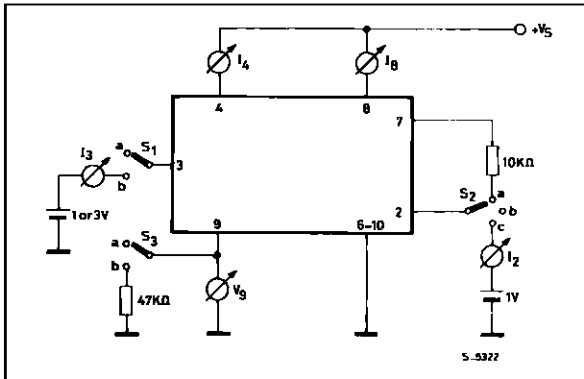 +VS
I4
I8
4
8
7
a
S1
I3
3
b
10KΩ
S2
a
b
2
c
1 or 3V
9
6-10
a
S3
b
I2
V9
47KΩ
1V
S-5322